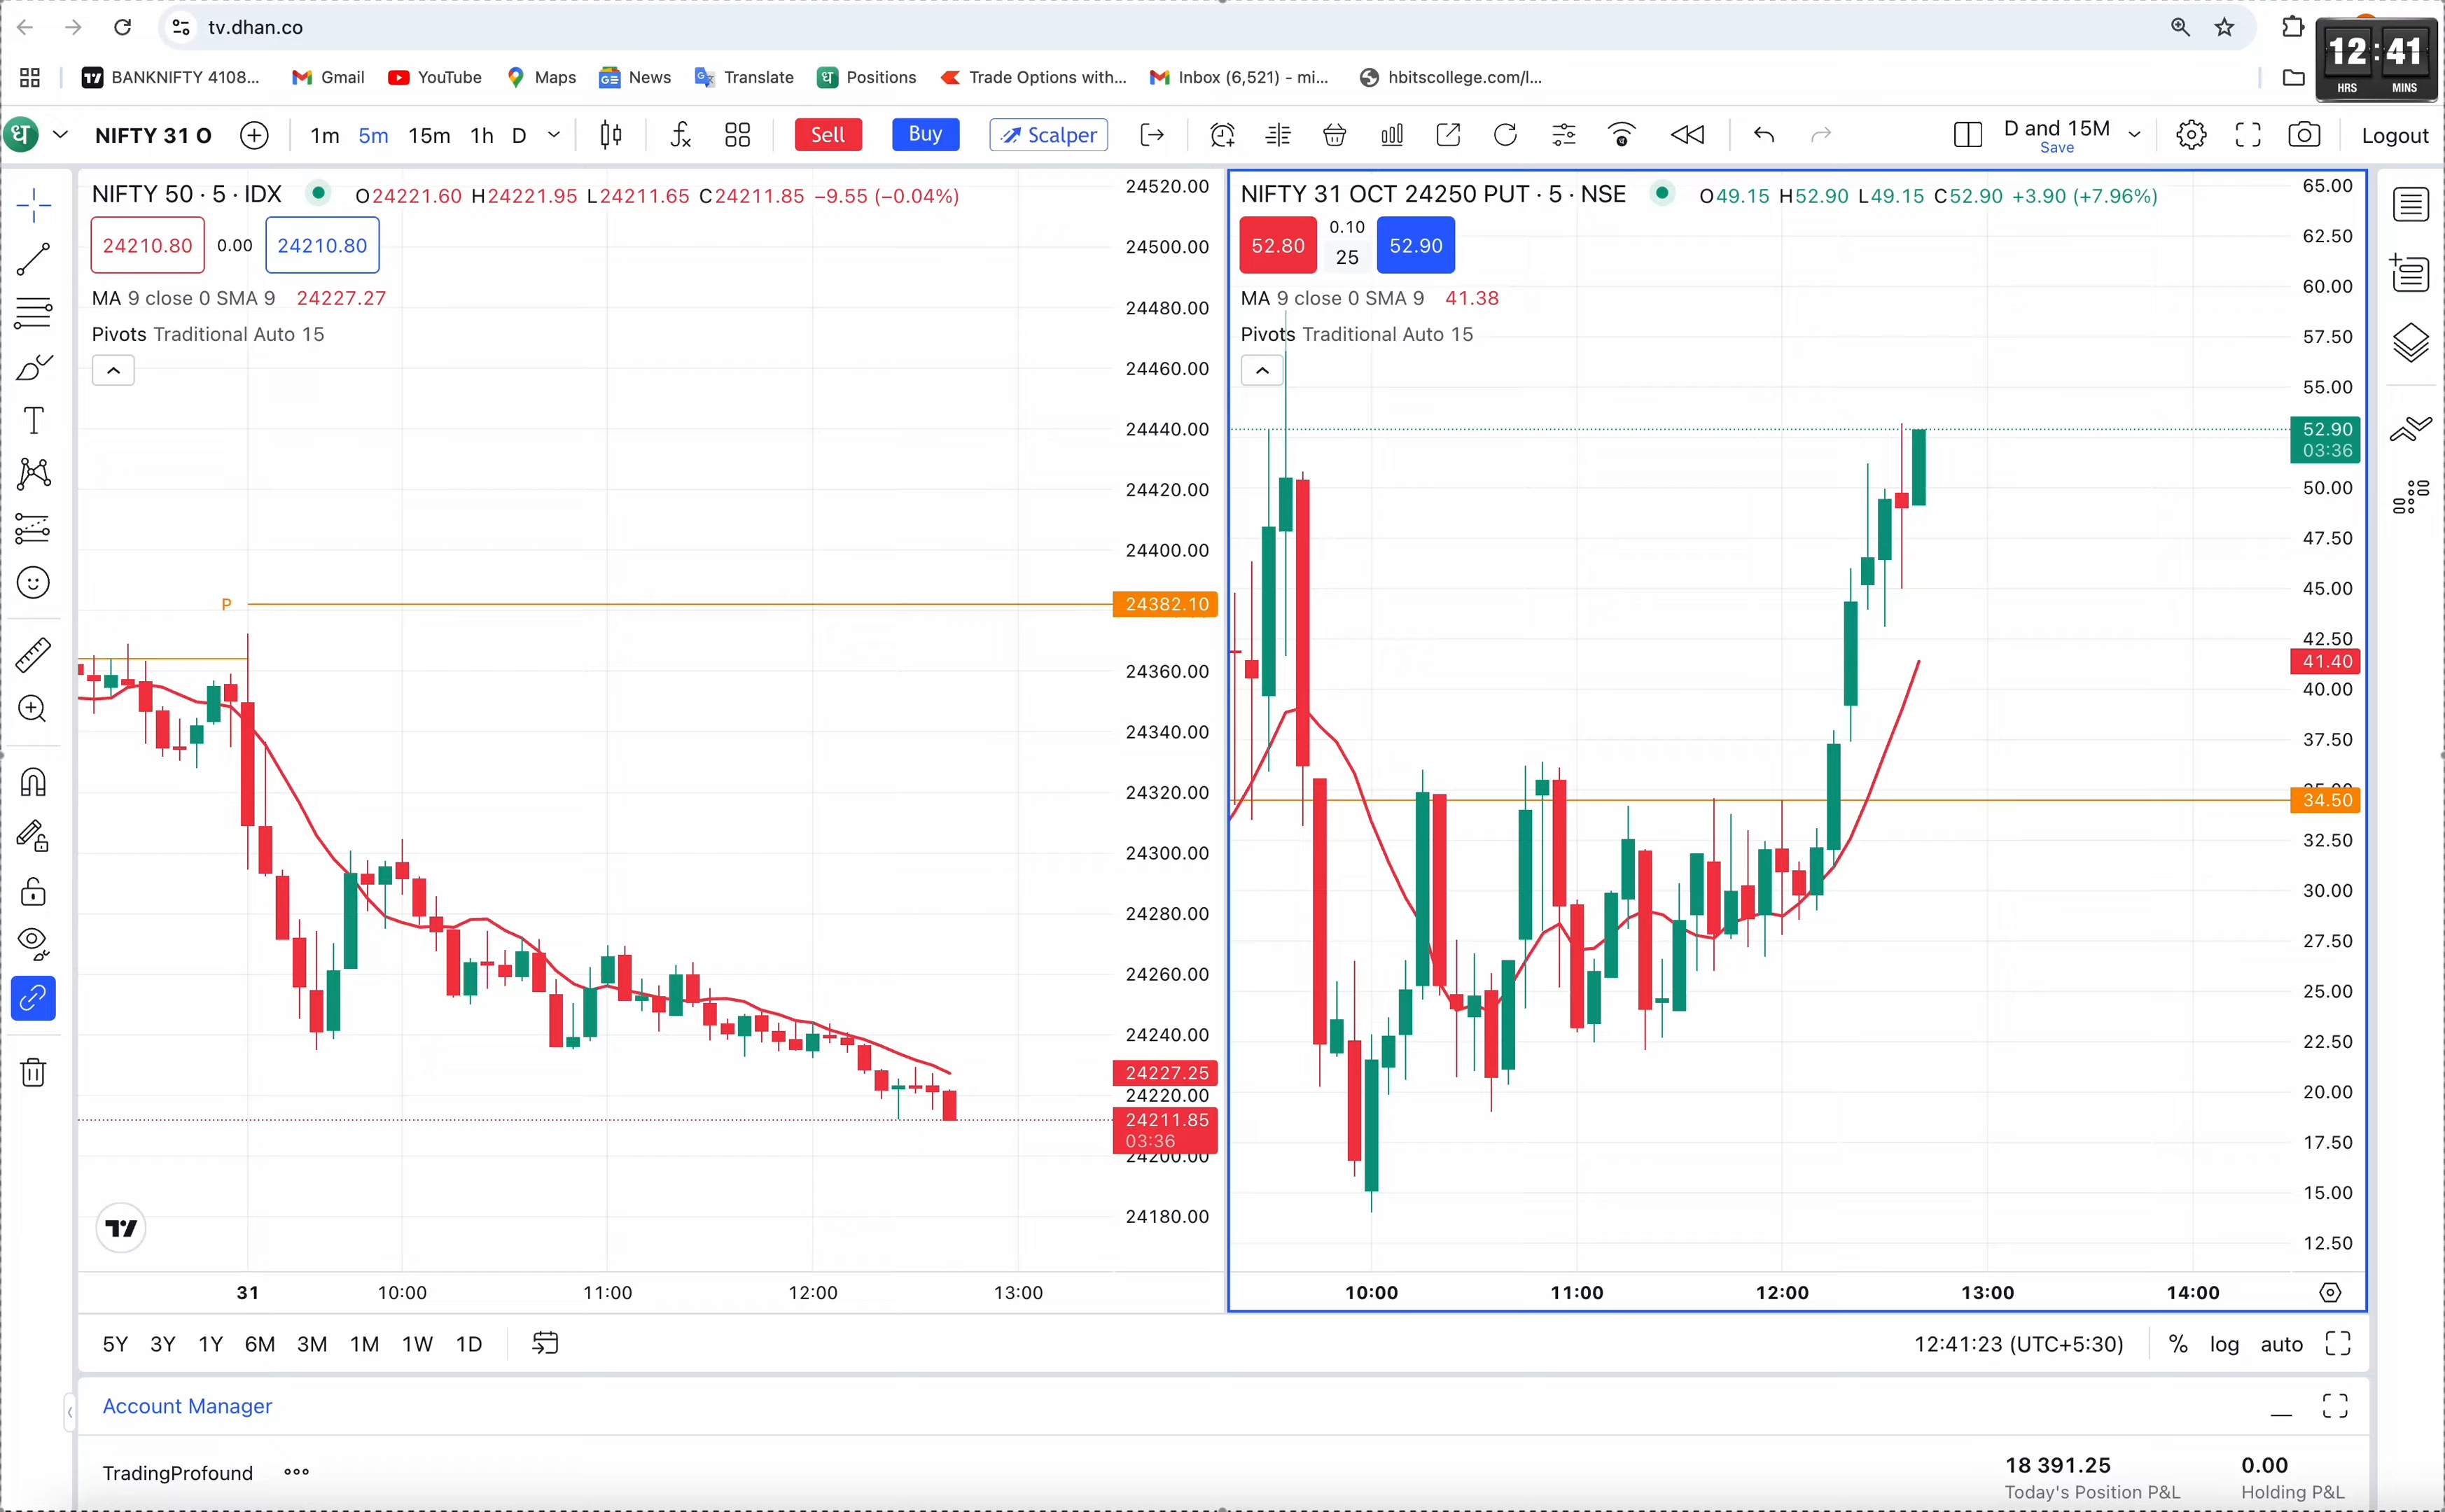 tv.dhan.co
12:41
HRS MINS
BANKNIFTY 4108...
Gmail
YouTube
Maps
News
Translate
Positions
Trade Options with...
Inbox (6,521) - mi...
hbitscollege.com/l...
NIFTY 31 O
1m 5m 15m 1h D
Sell
Buy
Scalper
D and 15M
Save
Logout
NIFTY 50 · 5 · IDX
O24221.60 H24221.95 L24211.65 C24211.85 −9.55 (−0.04%)
24210.80 0.00 24210.80
MA 9 close 0 SMA 9 24227.27
Pivots Traditional Auto 15
P
24520.00
24500.00
24480.00
24460.00
24440.00
24420.00
24400.00
24382.10
24360.00
24340.00
24320.00
24300.00
24280.00
24260.00
24240.00
24227.25
24220.00
24211.85
03:36
24200.00
24180.00
31 10:00 11:00 12:00 13:00
NIFTY 31 OCT 24250 PUT · 5 · NSE
O49.15 H52.90 L49.15 C52.90 +3.90 (+7.96%)
52.80 0.10 25 52.90
MA 9 close 0 SMA 9 41.38
Pivots Traditional Auto 15
65.00
62.50
60.00
57.50
55.00
52.90
03:36
50.00
47.50
45.00
42.50
41.40
40.00
37.50
34.50
32.50
30.00
27.50
25.00
22.50
20.00
17.50
15.00
12.50
10:00 11:00 12:00 13:00 14:00
5Y 3Y 1Y 6M 3M 1M 1W 1D
12:41:23 (UTC+5:30) % log auto
Account Manager
TradingProfound
18 391.25
Today's Position P&L
0.00
Holding P&L